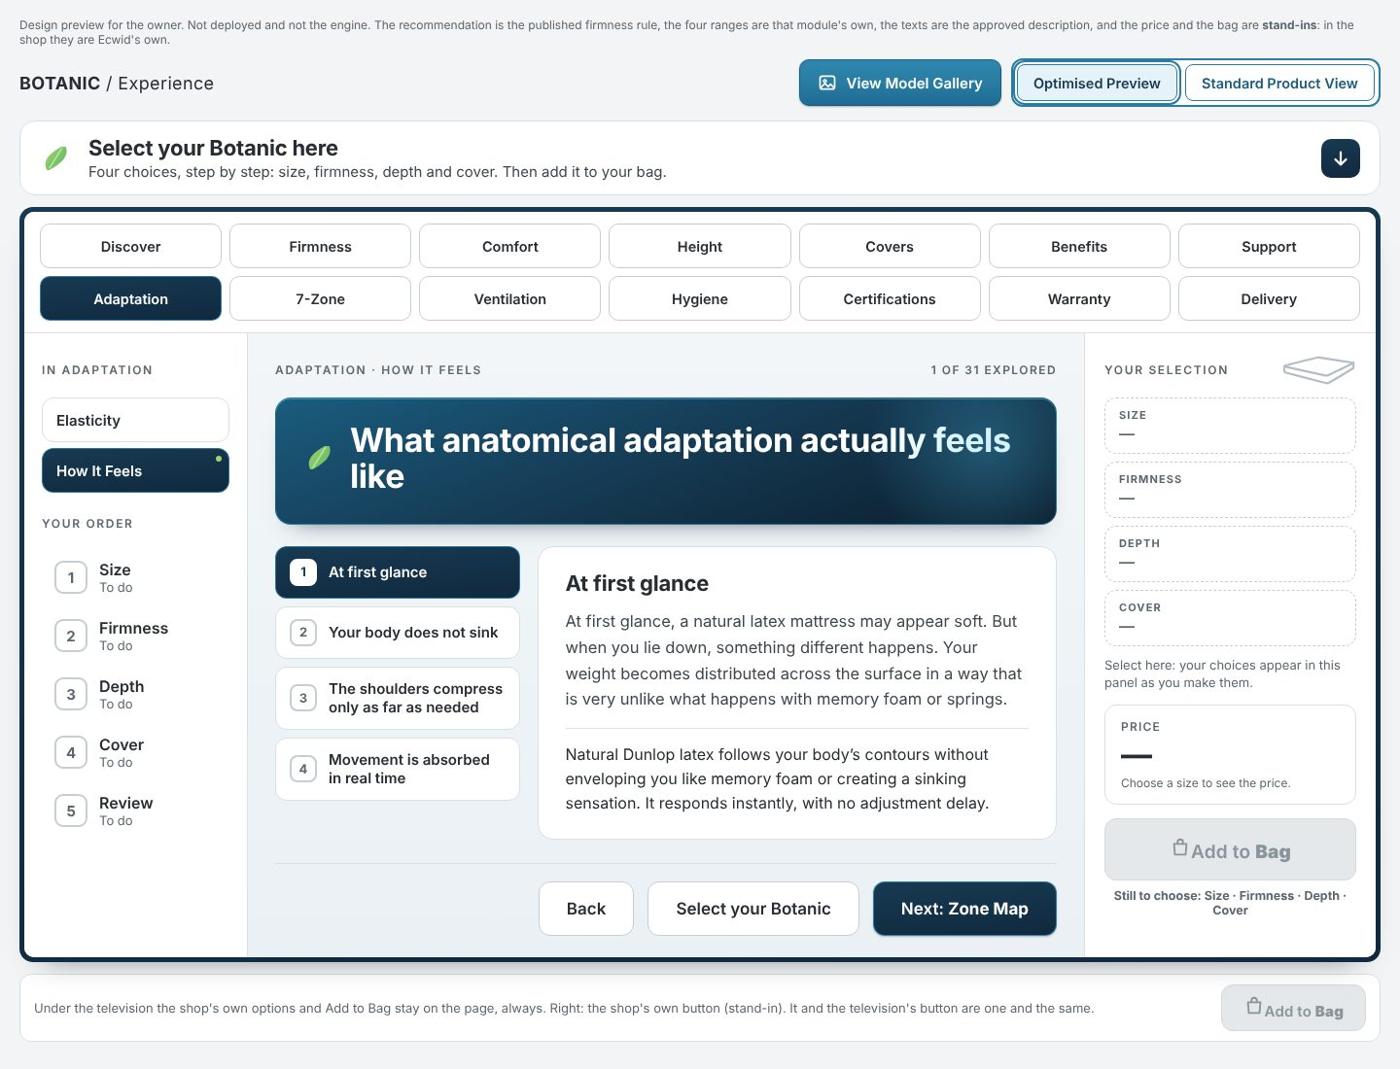 Design preview for the owner. Not deployed and not the engine. The recommendation is the published firmness rule, the four ranges are that module's own, the texts are the approved description, and the price and the bag are stand-ins: in the
shop they are Ecwid's own.
BOTANIC / Experience
View Model Gallery
Optimised Preview
Standard Product View
Select your Botanic here
Four choices, step by step: size, firmness, depth and cover. Then add it to your bag.
Discover
Firmness
Comfort
Height
Covers
Benefits
Support
Adaptation
7-Zone
Ventilation
Hygiene
Certifications
Warranty
Delivery
IN ADAPTATION
Elasticity
How It Feels
YOUR ORDER
1
Size
To do
2
Firmness
To do
3
Depth
To do
4
Cover
To do
5
Review
To do
ADAPTATION · HOW IT FEELS
1 OF 31 EXPLORED
What anatomical adaptation actually feels
like
1
At first glance
2
Your body does not sink
3
The shoulders compress
only as far as needed
4
Movement is absorbed
in real time
At first glance
At first glance, a natural latex mattress may appear soft. But
when you lie down, something different happens. Your
weight becomes distributed across the surface in a way that
is very unlike what happens with memory foam or springs.
Natural Dunlop latex follows your body’s contours without
enveloping you like memory foam or creating a sinking
sensation. It responds instantly, with no adjustment delay.
Back
Select your Botanic
Next: Zone Map
YOUR SELECTION
SIZE
—
FIRMNESS
—
DEPTH
—
COVER
—
Select here: your choices appear in this
panel as you make them.
PRICE
—
Choose a size to see the price.
Add to Bag
Still to choose: Size · Firmness · Depth ·
Cover
Under the television the shop's own options and Add to Bag stay on the page, always. Right: the shop's own button (stand-in). It and the television's button are one and the same.
Add to Bag